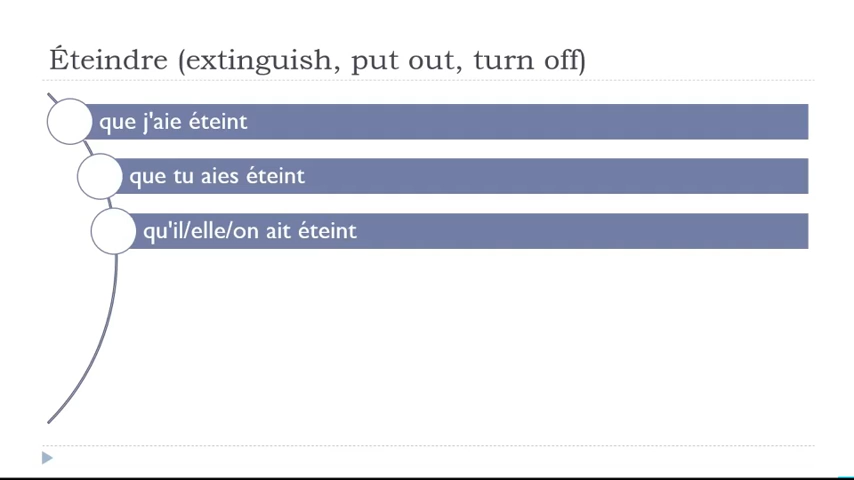 Éteindre (extinguish, put out, turn off)
que j'aie éteint
que tu aies éteint
qu'il/elle/on ait éteint